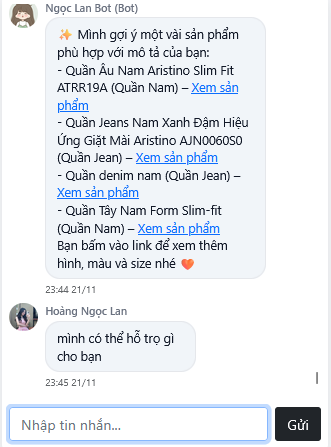 Ngọc Lan Bot (Bot)
✨ Mình gợi ý một vài sản phẩm
phù hợp với mô tả của bạn:
- Quần Âu Nam Aristino Slim Fit
ATRR19A (Quần Nam) – Xem sản
phẩm
- Quần Jeans Nam Xanh Đậm Hiệu
Ứng Giặt Mài Aristino AJN0060S0
(Quần Jean) – Xem sản phẩm
- Quần denim nam (Quần Jean) –
Xem sản phẩm
- Quần Tây Nam Form Slim-fit
(Quần Nam) – Xem sản phẩm
Bạn bấm vào link để xem thêm
hình, màu và size nhé ❤️
23:44 21/11
Hoàng Ngọc Lan
mình có thể hỗ trọ gì
cho bạn
23:45 21/11
Nhập tin nhắn...
Gửi